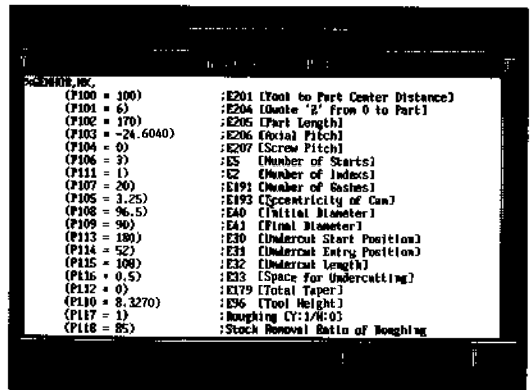 (P100 = 100) ;E201 [Tool to Part Center Distance]
(P101 = 6) ;E204 [Quote 'Z' from 0 to Part]
(P102 = 170) ;E205 [Part Length]
(P103 = -24.6040) ;E206 [Axial Pitch]
(P104 = 0) ;E207 [Screw Pitch]
(P106 = 3) ;E5 [Number of Starts]
(P111 = 1) ;E2 [Number of Indexs]
(P107 = 20) ;E191 [Number of Gashes]
(P105 = 3.25) ;E193 [Eccentricity of Cam]
(P108 = 96.5) ;E40 [Initial Diameter]
(P109 = 90) ;E41 [Final Diameter]
(P113 = 180) ;E30 [Undercut Start Position]
(P114 = 52) ;E31 [Undercut Entry Position]
(P115 = 108) ;E32 [Undercut Length]
(P116 = 0.5) ;E33 [Space for Undercutting]
(P112 = 0) ;E179 [Total Taper]
(P110 = 8.3270) ;E96 [Tool Height]
(P117 = 1) ;Roughing [Y:1/N:0]
(P118 = 85) ;Stock Removal Ratio of Roughing